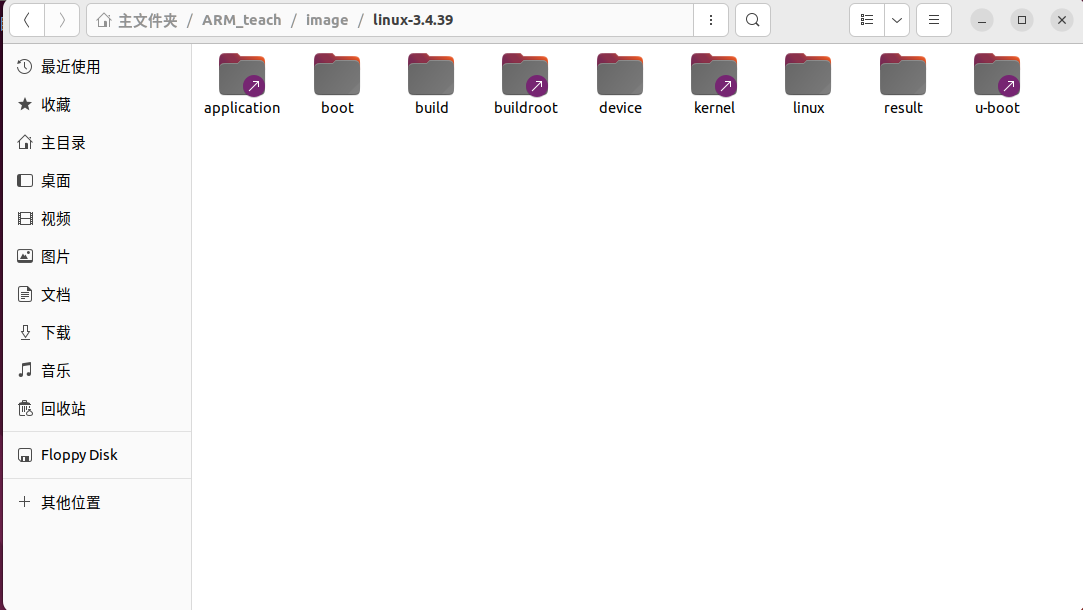 主文件夹 / ARM_teach / image / linux-3.4.39
最近使用
收藏
主目录
桌面
视频
图片
文档
下载
音乐
回收站
Floppy Disk
其他位置
application boot build buildroot device kernel linux result u-boot